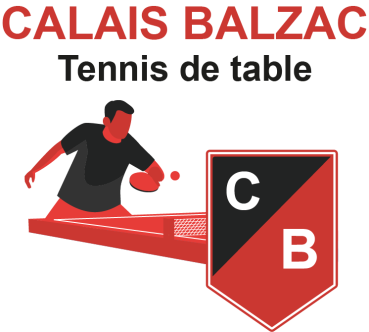 CALAIS BALZAC
Tennis de table
C
B